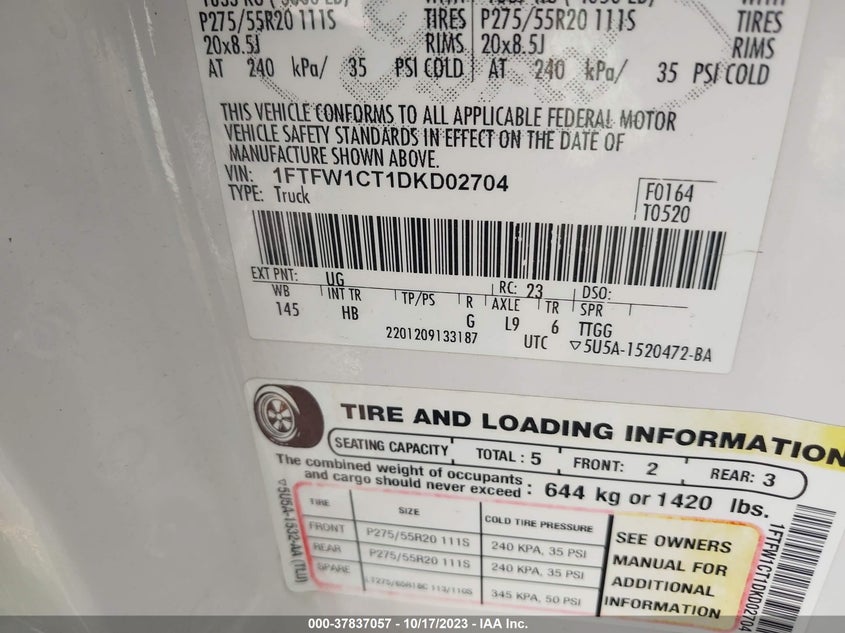 P275/55R20 111S TIRES P275/55R20 111S TIRES
20x8.5J RIMS 20x8.5J RIMS
AT 240 kPa/ 35 PSI COLD AT 240 kPa/ 35 PSI COLD
THIS VEHICLE CONFORMS TO ALL APPLICABLE FEDERAL MOTOR
VEHICLE SAFETY STANDARDS IN EFFECT ON THE DATE OF
MANUFACTURE SHOWN ABOVE.
VIN: 1FTFW1CT1DKD02704
TYPE: Truck
F0164
T0520
EXT PNT: UG RC: 23 DSO:
WB INT TR TP/PS R AXLE TR SPR
145 HB G L9 6 TTGG
2201209133187 UTC ▽5U5A-1520472-BA
TIRE AND LOADING INFORMATION
SEATING CAPACITY TOTAL : 5 FRONT: 2 REAR: 3
The combined weight of occupants
and cargo should never exceed : 644 kg or 1420 lbs.
TIRE SIZE COLD TIRE PRESSURE
FRONT P275/55R20 111S 240 KPA, 35 PSI
REAR P275/55R20 111S 240 KPA, 35 PSI
SPARE 345 KPA, 50 PSI
SEE OWNERS
MANUAL FOR
ADDITIONAL
INFORMATION
1FTFW1CT1DKD02704
000-37837057 - 10/17/2023 - IAA Inc.